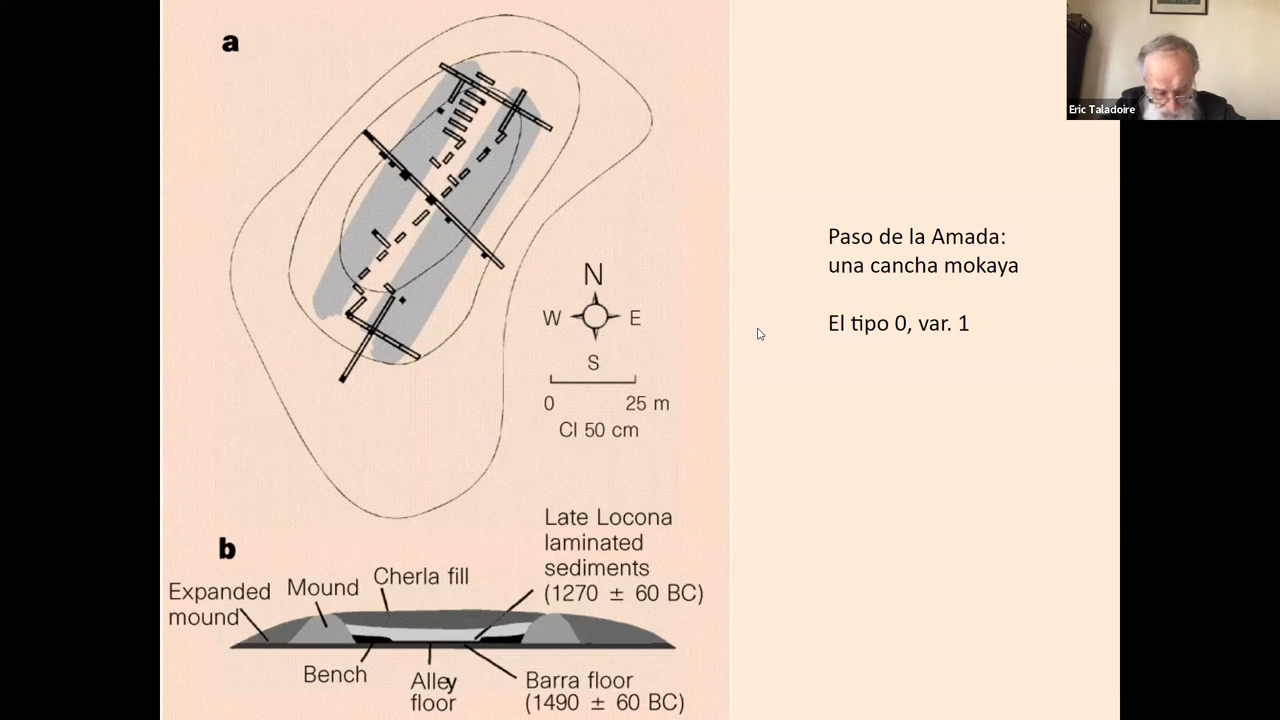 a
N
W E
S
0 25 m
CI 50 cm
b
Late Locona
laminated
sediments
(1270 ± 60 BC)
Expanded
mound
Mound
Cherla fill
Bench
Alley
floor
Barra floor
(1490 ± 60 BC)
Paso de la Amada:
una cancha mokaya
El tipo 0, var. 1
Eric Taladoire